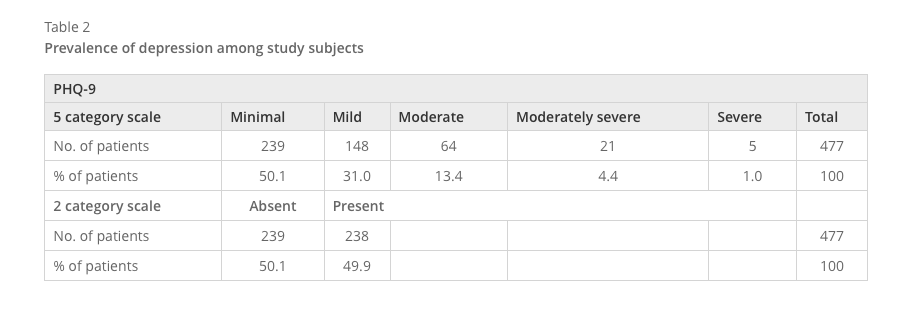 Table 2
Prevalence of depression among study subjects
PHQ-9
5 category scale Minimal Mild Moderate Moderately severe Severe Total
No. of patients 239 148 64 21 5 477
% of patients 50.1 31.0 13.4 4.4 1.0 100
2 category scale Absent Present
No. of patients 239 238 477
% of patients 50.1 49.9 100